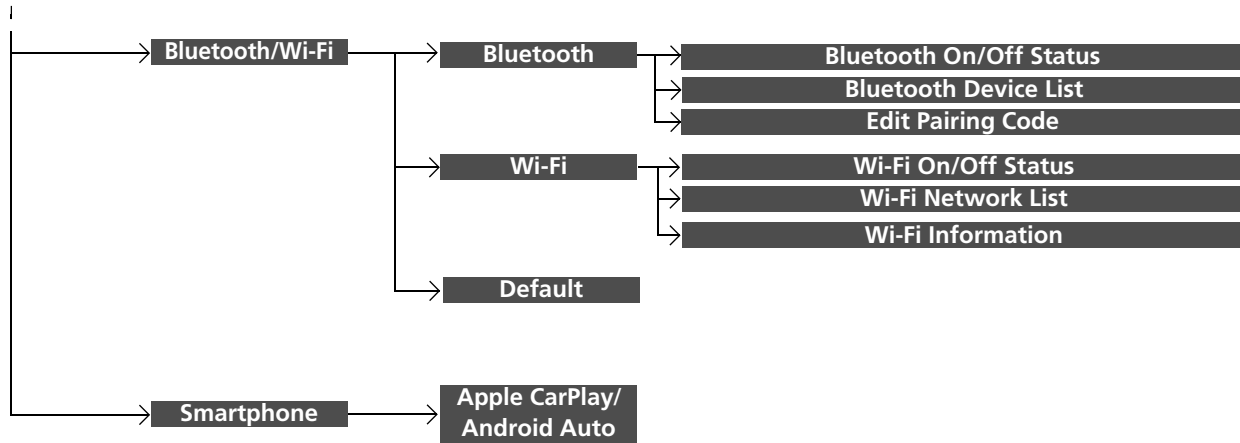 Bluetooth/Wi-Fi
Bluetooth
Bluetooth On/Off Status
Bluetooth Device List
Edit Pairing Code
Wi-Fi
Wi-Fi On/Off Status
Wi-Fi Network List
Wi-Fi Information
Default
Smartphone
Apple CarPlay/
Android Auto